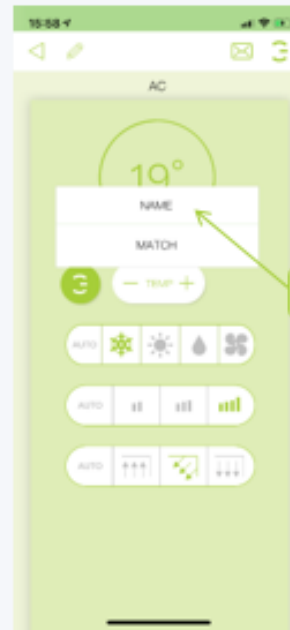 15:58
AC
19°
NAME
MATCH
— TEMP +
AUTO
AUTO
AUTO